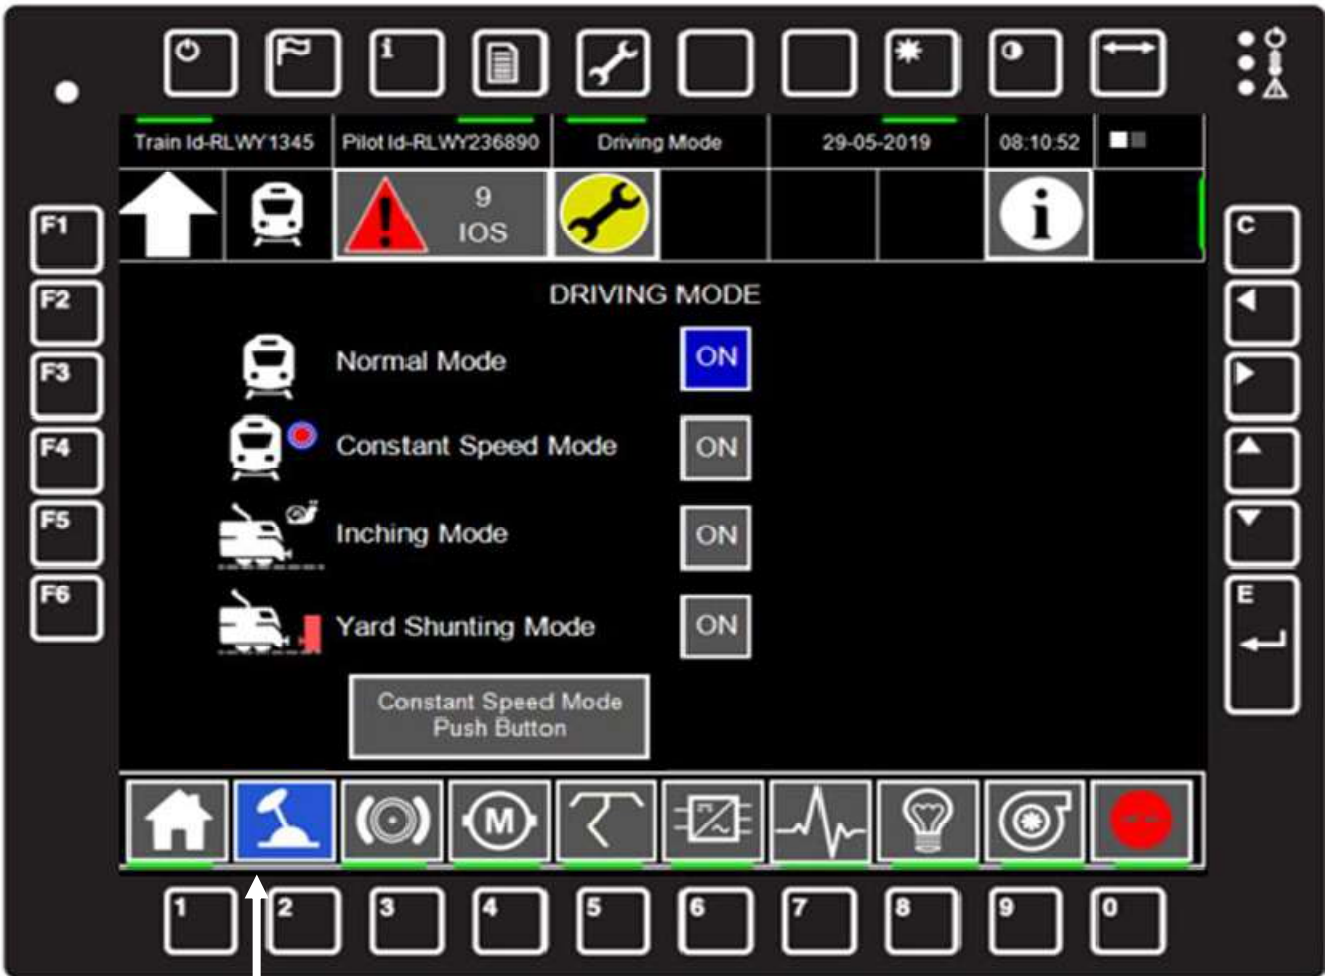 i
Train Id-RLWY1345 Pilot Id-RLWY236890 Driving Mode 29-05-2019 08:10:52
9
IOS
i
F1
F2
F3
F4
F5
F6
C
E
DRIVING MODE
Normal Mode ON
Constant Speed Mode ON
Inching Mode ON
Yard Shunting Mode ON
Constant Speed Mode
Push Button
M
1 2 3 4 5 6 7 8 9 0